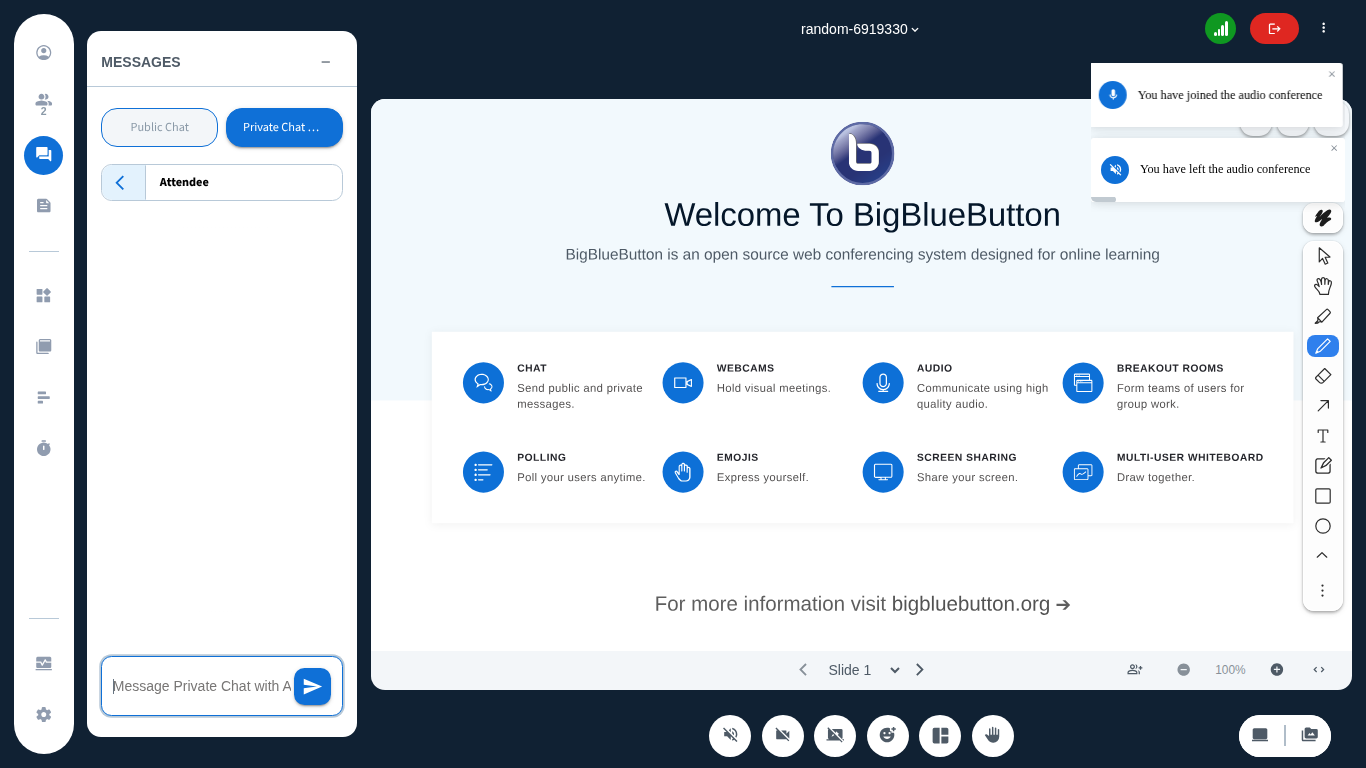 random-6919330
MESSAGES
2
Public Chat
Private Chat ...
Attendee
Message Private Chat with A
You have joined the audio conference
You have left the audio conference
Welcome To BigBlueButton
BigBlueButton is an open source web conferencing system designed for online learning
CHAT
Send public and private
messages.
WEBCAMS
Hold visual meetings.
AUDIO
Communicate using high
quality audio.
BREAKOUT ROOMS
Form teams of users for
group work.
POLLING
Poll your users anytime.
EMOJIS
Express yourself.
SCREEN SHARING
Share your screen.
MULTI-USER WHITEBOARD
Draw together.
For more information visit bigbluebutton.org ➔
Slide 1
100%